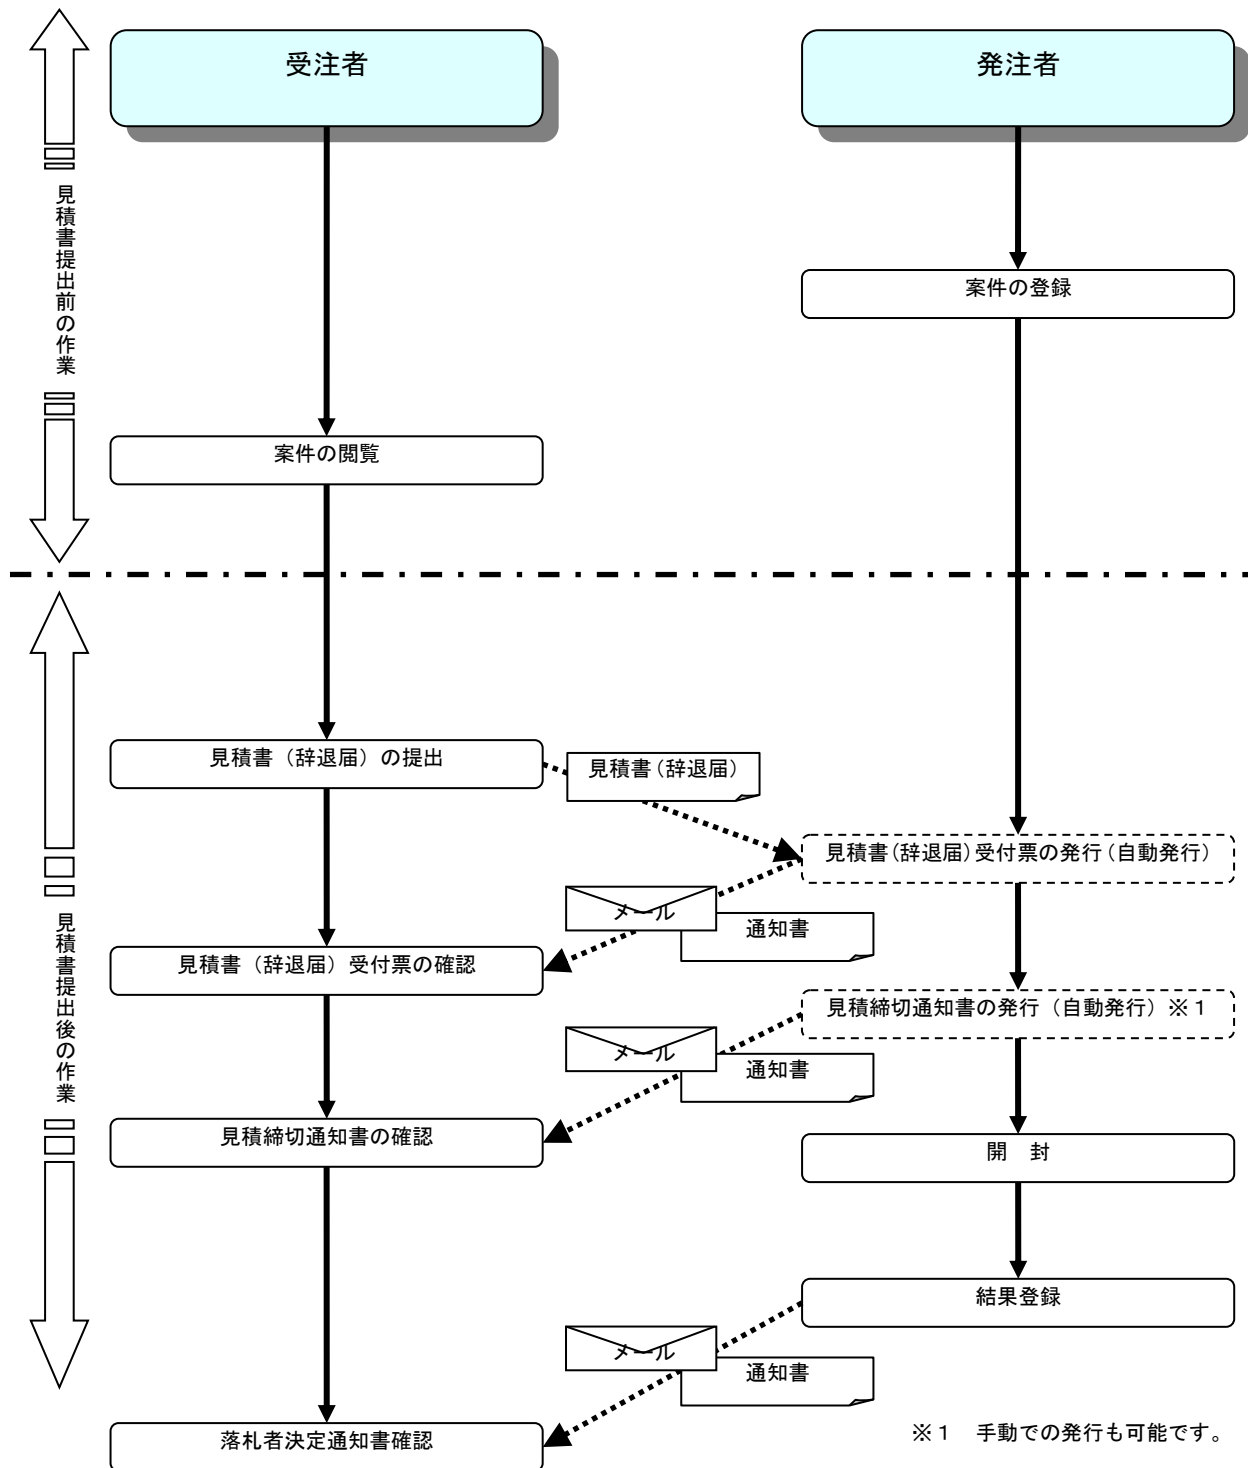 受注者
発注者
見積書提出前の作業
案件の登録
案件の閲覧
見積書提出後の作業
見積書（辞退届）の提出
見積書(辞退届)
見積書(辞退届)受付票の発行(自動発行)
メール
通知書
見積書（辞退届）受付票の確認
見積締切通知書の発行（自動発行）※１
メール
通知書
見積締切通知書の確認
開　封
結果登録
メール
通知書
落札者決定通知書確認
※１　手動での発行も可能です。